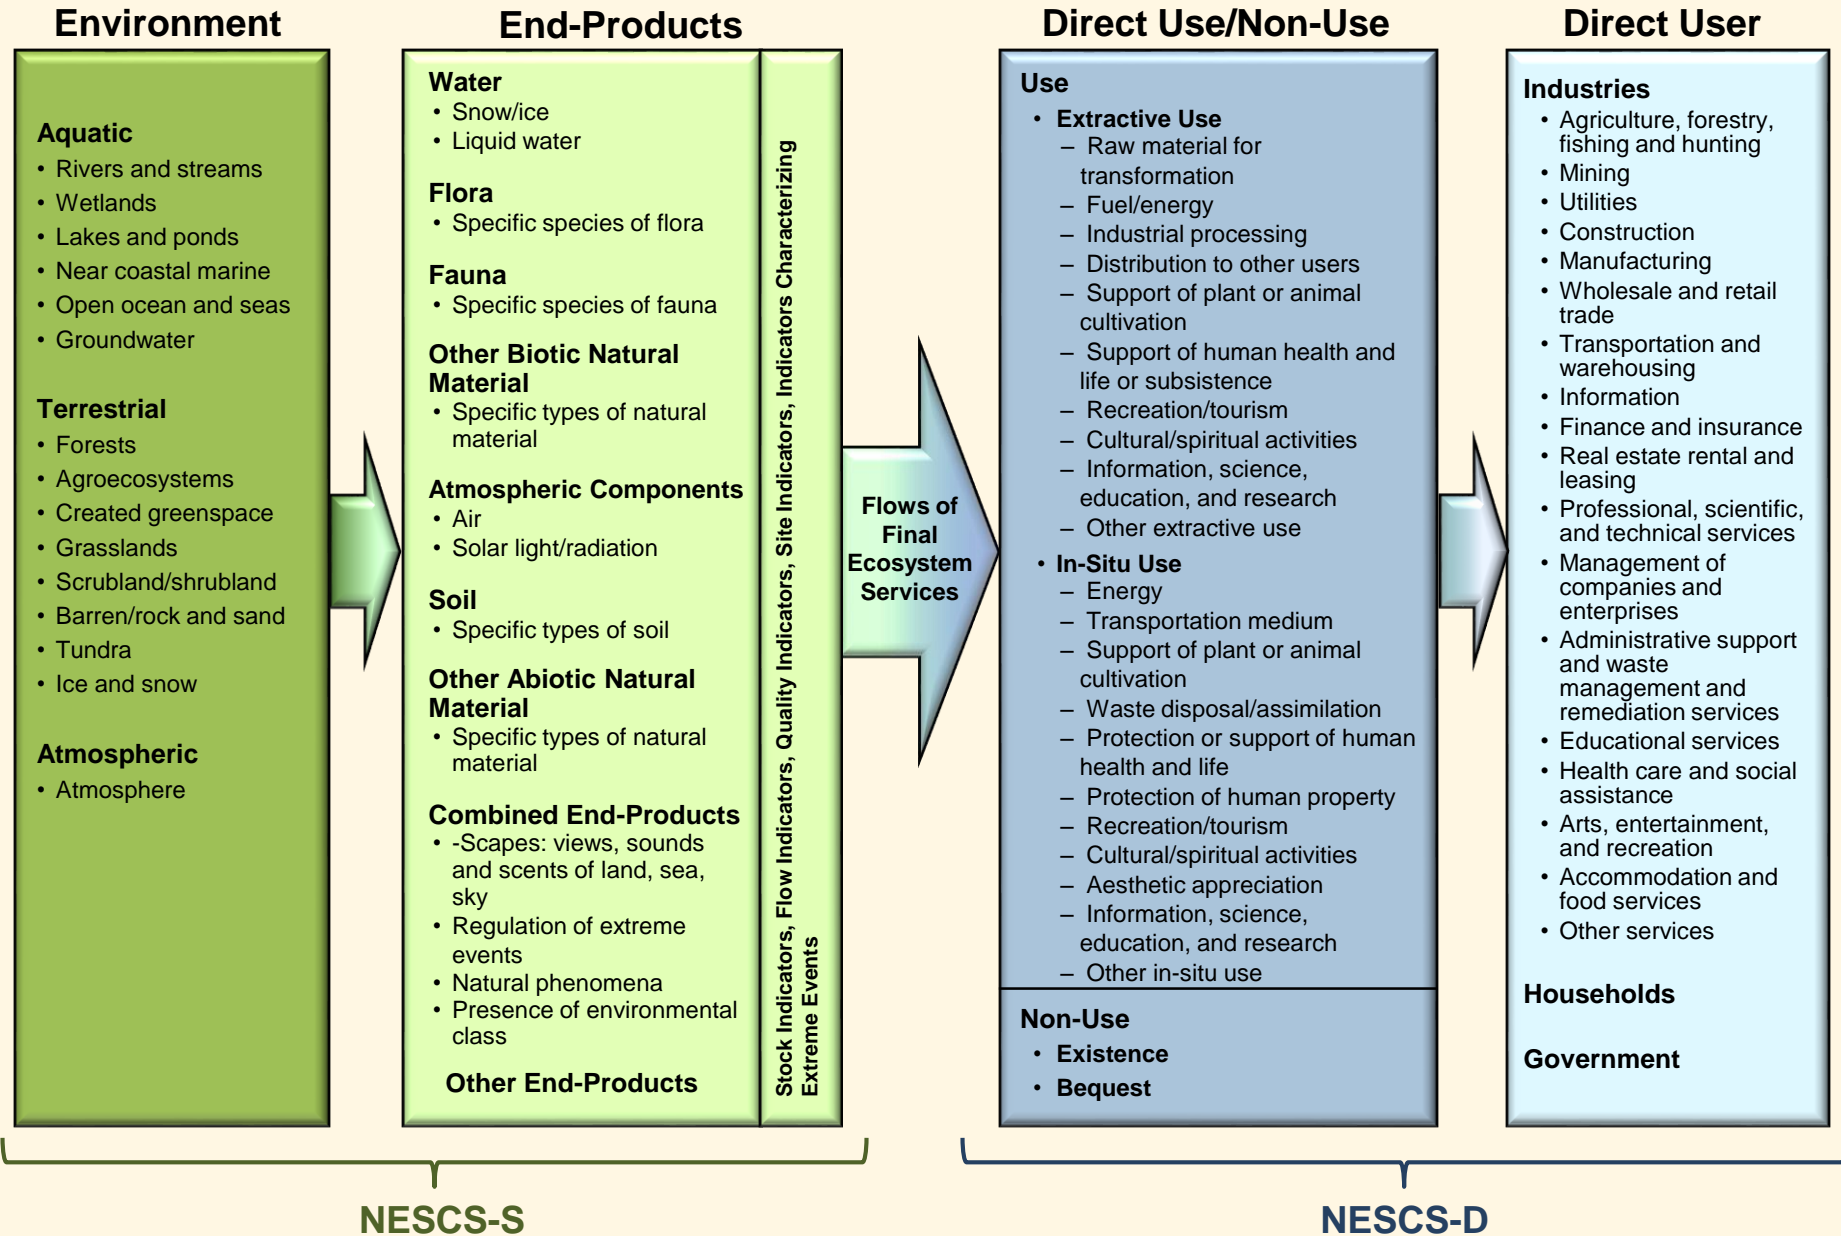 Environment
Aquatic
• Rivers and streams
• Wetlands
• Lakes and ponds
• Near coastal marine
• Open ocean and seas
• Groundwater
Terrestrial
• Forests
• Agroecosystems
• Created greenspace
• Grasslands
• Scrubland/shrubland
• Barren/rock and sand
• Tundra
• Ice and snow
Atmospheric
• Atmosphere
End-Products
Water
• Snow/ice
• Liquid water
Flora
• Specific species of flora
Fauna
• Specific species of fauna
Other Biotic Natural
Material
• Specific types of natural
material
Atmospheric Components
• Air
• Solar light/radiation
Soil
• Specific types of soil
Other Abiotic Natural
Material
• Specific types of natural
material
Combined End-Products
• -Scapes: views, sounds
and scents of land, sea,
sky
• Regulation of extreme
events
• Natural phenomena
• Presence of environmental
class
Other End-Products
Stock Indicators, Flow Indicators, Quality Indicators, Site Indicators, Indicators Characterizing
Extreme Events
Flows of
Final
Ecosystem
Services
Direct Use/Non-Use
Use
• Extractive Use
– Raw material for
transformation
– Fuel/energy
– Industrial processing
– Distribution to other users
– Support of plant or animal
cultivation
– Support of human health and
life or subsistence
– Recreation/tourism
– Cultural/spiritual activities
– Information, science,
education, and research
– Other extractive use
• In-Situ Use
– Energy
– Transportation medium
– Support of plant or animal
cultivation
– Waste disposal/assimilation
– Protection or support of human
health and life
– Protection of human property
– Recreation/tourism
– Cultural/spiritual activities
– Aesthetic appreciation
– Information, science,
education, and research
– Other in-situ use
Non-Use
• Existence
• Bequest
Direct User
Industries
• Agriculture, forestry,
fishing and hunting
• Mining
• Utilities
• Construction
• Manufacturing
• Wholesale and retail
trade
• Transportation and
warehousing
• Information
• Finance and insurance
• Real estate rental and
leasing
• Professional, scientific,
and technical services
• Management of
companies and
enterprises
• Administrative support
and waste
management and
remediation services
• Educational services
• Health care and social
assistance
• Arts, entertainment,
and recreation
• Accommodation and
food services
• Other services
Households
Government
NESCS-S
NESCS-D